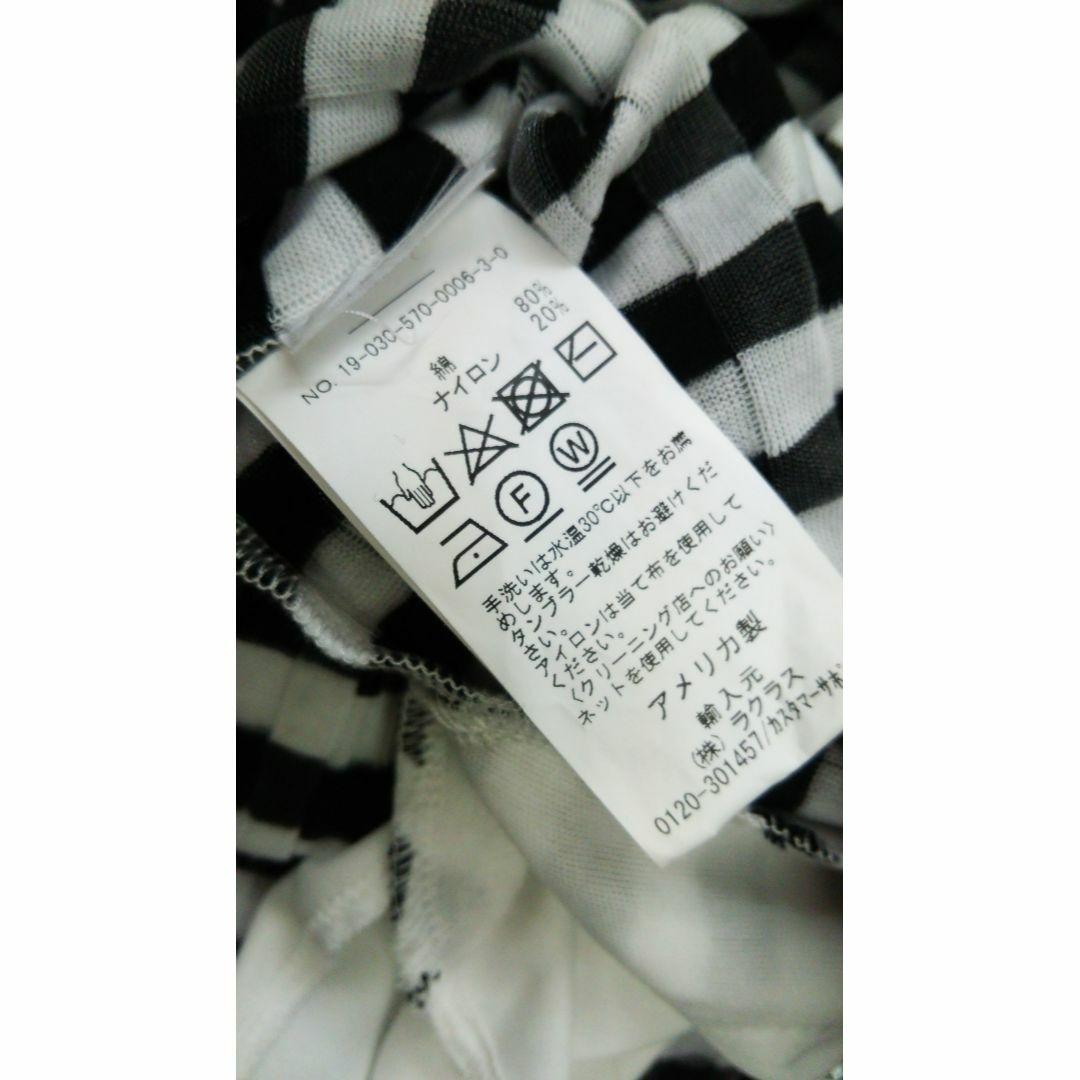 NO. 19-030-570-0006-3-0
綿 80%
ナイロン 20%
F W
手洗いは水温30℃以下をお薦
めします。
タンブラー乾燥はお避けくだ
さい。
アイロンは当て布を使用して
ください。
〈クリーニング店へのお願い〉
ネットを使用してください。
アメリカ製
輸入元
(株) ラクラス
0120-301457/カスタマーサポ